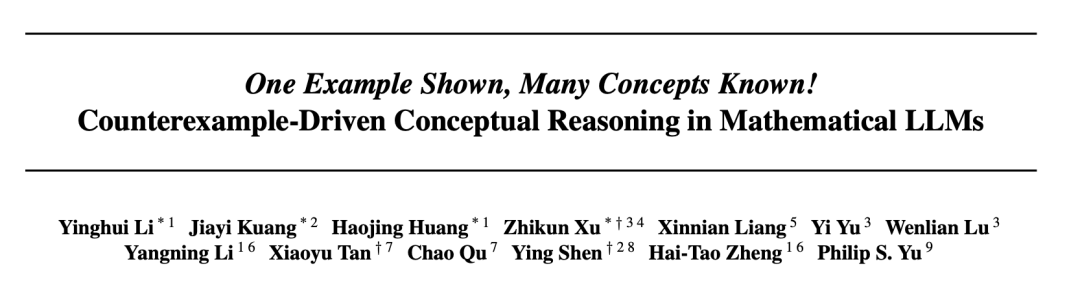 One Example Shown, Many Concepts Known!
Counterexample-Driven Conceptual Reasoning in Mathematical LLMs
Yinghui Li * 1 Jiayi Kuang * 2 Haojing Huang * 1 Zhikun Xu * † 3 4 Xinnian Liang 5 Yi Yu 3 Wenlian Lu 3
Yangning Li 1 6 Xiaoyu Tan † 7 Chao Qu 7 Ying Shen † 2 8 Hai-Tao Zheng 1 6 Philip S. Yu 9